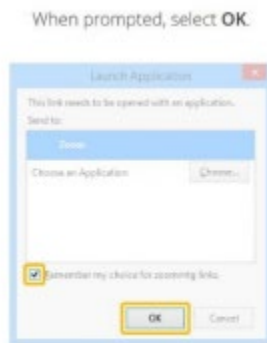 When prompted, select OK.
Launch Application
This link needs to be opened with an application.
Send to:
Zoom
Choose an Application
Choose...
Remember my choice for zoommtg links.
OK
Cancel